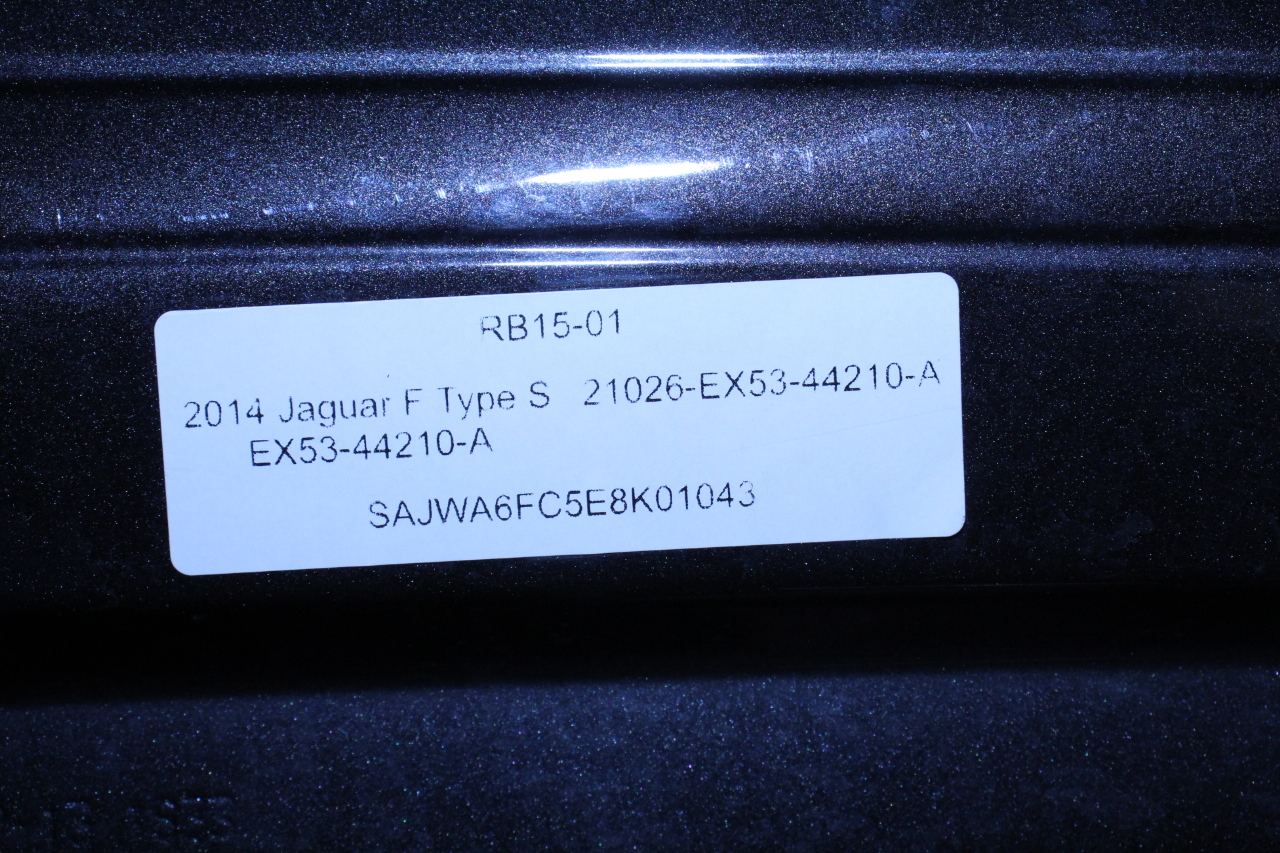 RB15-01
2014 Jaguar F Type S 21026-EX53-44210-A
EX53-44210-A
SAJWA6FC5E8K01043